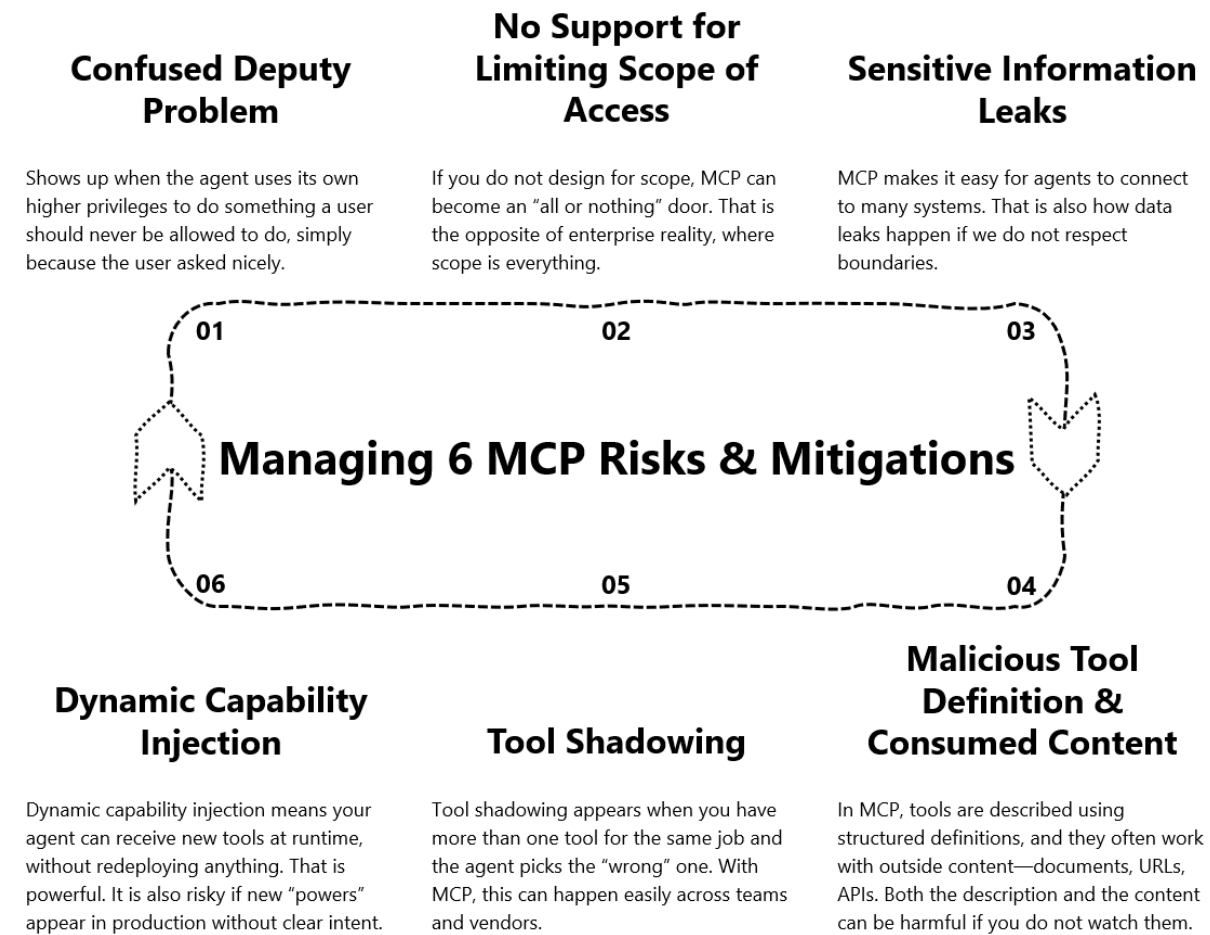 Confused Deputy
Problem
Shows up when the agent uses its own
higher privileges to do something a user
should never be allowed to do, simply
because the user asked nicely.
No Support for
Limiting Scope of
Access
If you do not design for scope, MCP can
become an “all or nothing” door. That is
the opposite of enterprise reality, where
scope is everything.
Sensitive Information
Leaks
MCP makes it easy for agents to connect
to many systems. That is also how data
leaks happen if we do not respect
boundaries.
01
02
03
Managing 6 MCP Risks & Mitigations
06
05
04
Dynamic Capability
Injection
Dynamic capability injection means your
agent can receive new tools at runtime,
without redeploying anything. That is
powerful. It is also risky if new “powers”
appear in production without clear intent.
Tool Shadowing
Tool shadowing appears when you have
more than one tool for the same job and
the agent picks the “wrong” one. With
MCP, this can happen easily across teams
and vendors.
Malicious Tool
Definition &
Consumed Content
In MCP, tools are described using
structured definitions, and they often work
with outside content—documents, URLs,
APIs. Both the description and the content
can be harmful if you do not watch them.